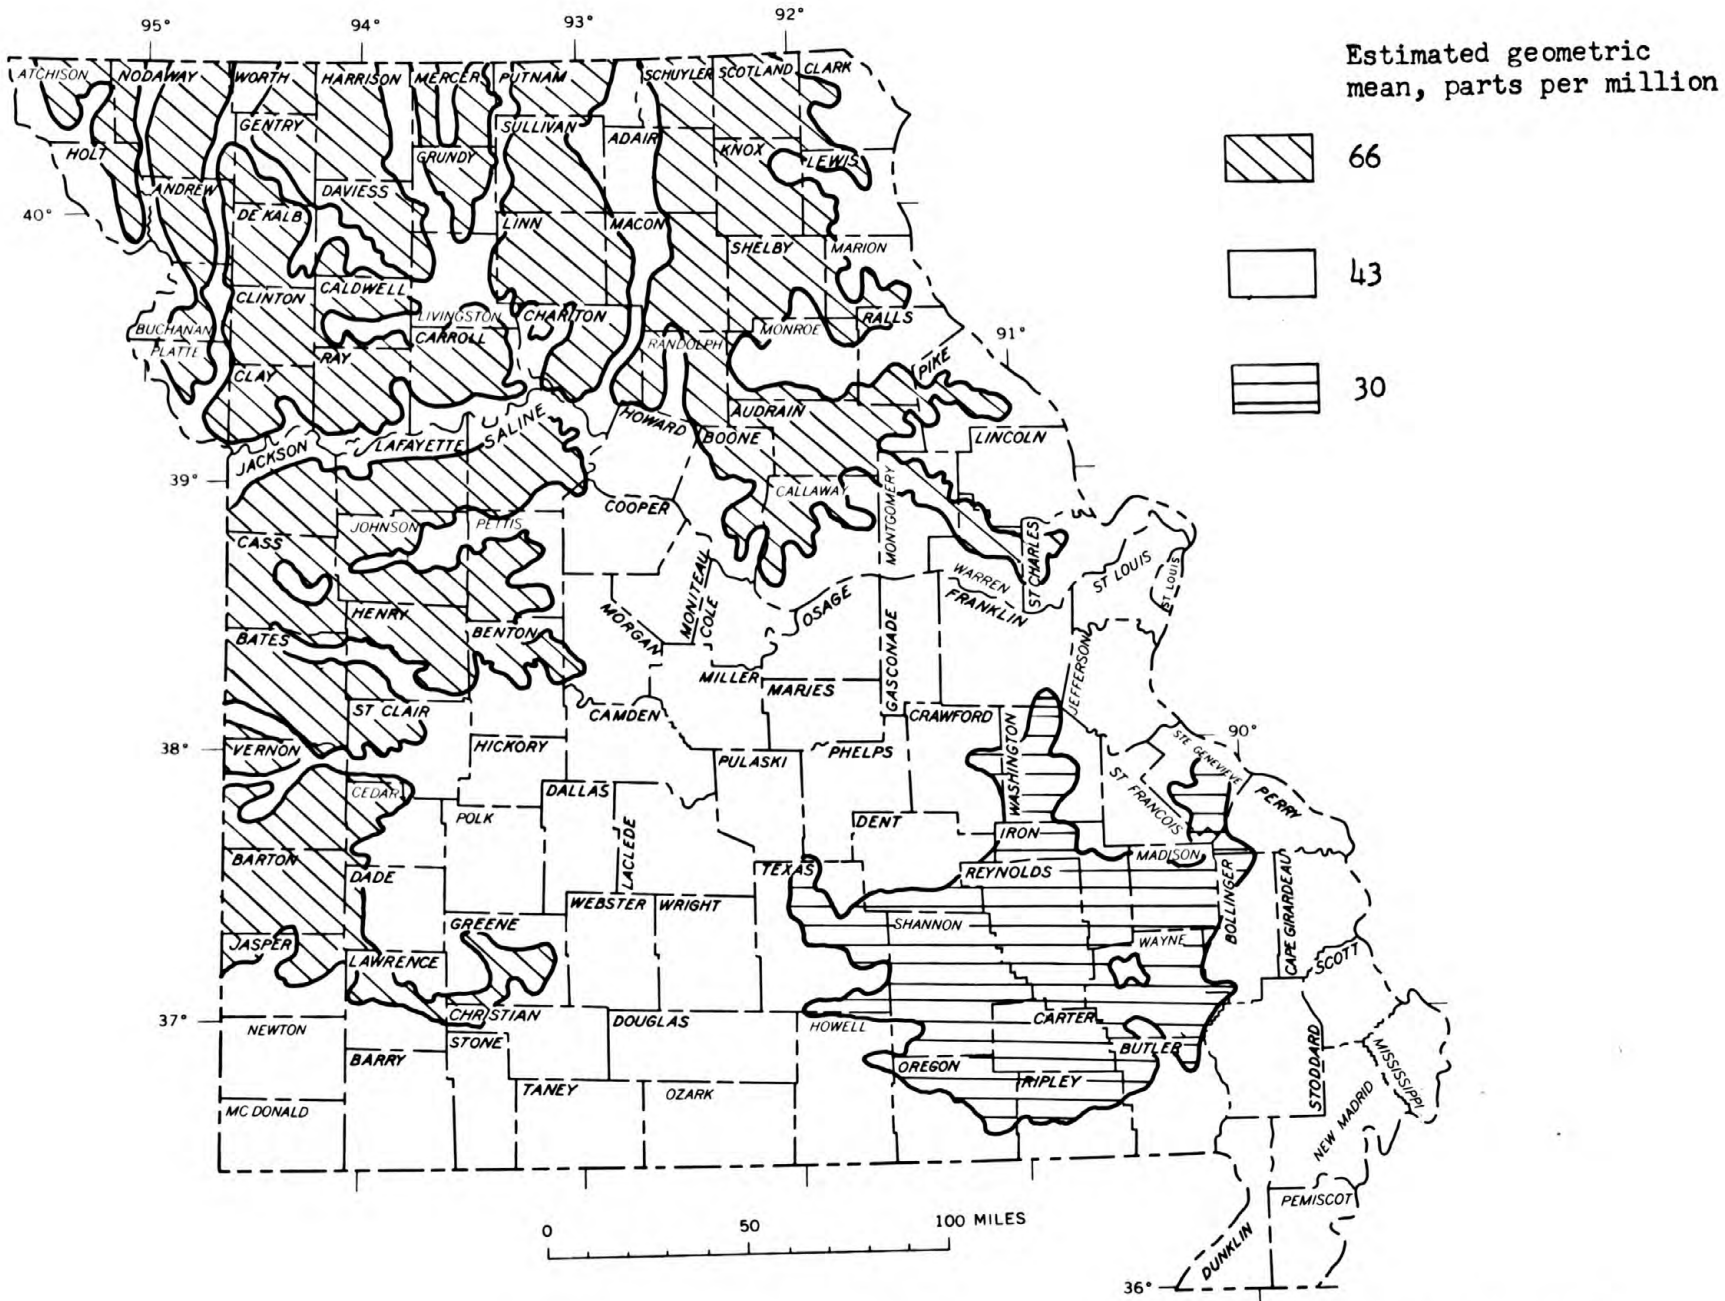 95° 94° 93° 92°
Estimated geometric
mean, parts per million
66
43
30
ATCHISON NODAWAY WORTH HARRISON MERCER PUTNAM SCHUYLER SCOTLAND CLARK
GENTRY SULLIVAN ADAIR
HOLT GRUNDY KNOX LEWIS
ANDREW DAVIESS
40° DE KALB LINN MACON
SHELBY MARION
CLINTON CALDWELL
BUCHANAN LIVINGSTON CHARITON RALLS
PLATTE RAY CARROLL RANDOLPH MONROE 91°
CLAY PIKE
HOWARD AUDRAIN
JACKSON LAFAYETTE SALINE BOONE LINCOLN
39° CALLAWAY MONTGOMERY
COOPER
CASS JOHNSON PETTIS
ST CHARLES ST LOUIS ST LOUIS
WARREN
HENRY MORGAN MONITEAU COLE OSAGE FRANKLIN
BATES BENTON
GASCONADE JEFFERSON
MILLER MARIES
ST CLAIR CAMDEN CRAWFORD
38° VERNON HICKORY PULASKI PHELPS WASHINGTON STE GENEVIEVE 90°
CEDAR DALLAS ST FRANCOIS PERRY
POLK LACLEDE DENT IRON
BARTON MADISON
DADE TEXAS REYNOLDS
WEBSTER WRIGHT BOLLINGER CAPE GIRARDEAU
GREENE SHANNON
JASPER WAYNE
LAWRENCE SCOTT
37° CHRISTIAN DOUGLAS HOWELL CARTER
NEWTON
STONE BUTLER STODDARD MISSISSIPPI
BARRY OREGON
TANEY OZARK RIPLEY
MC DONALD NEW MADRID
PEMISCOT
0 50 100 MILES
DUNKLIN
36°